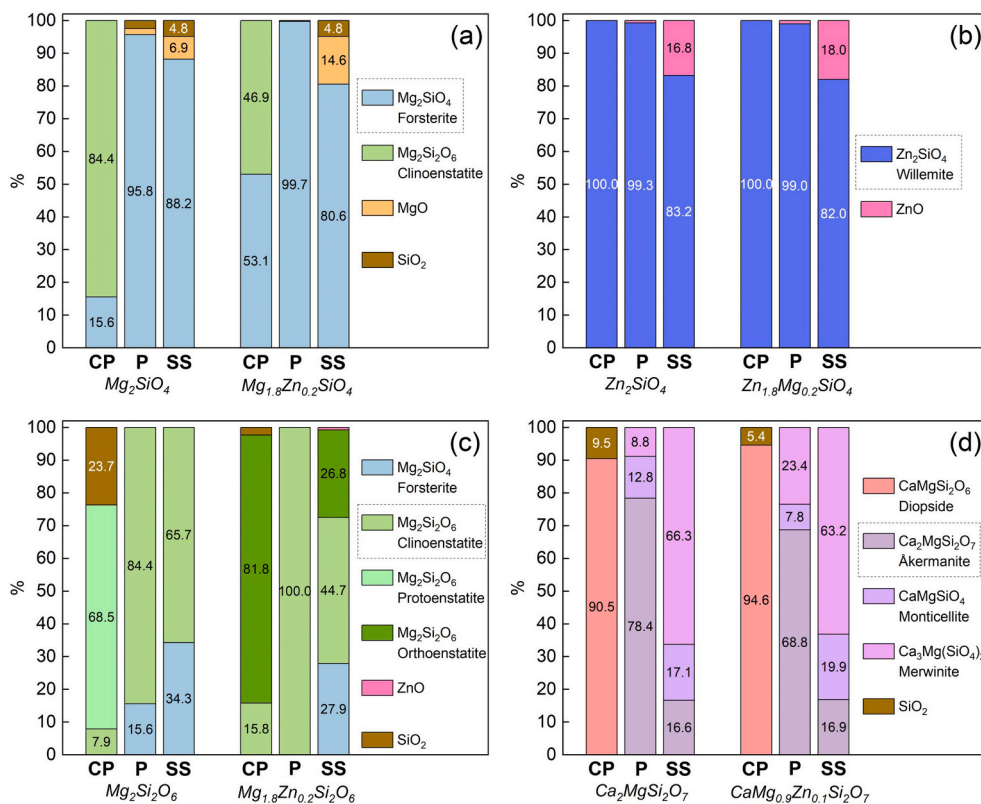 (a)
100
90
80
70
60
50
40
30
20
10
0
%
84.4
15.6
95.8
4.8
6.9
88.2
46.9
53.1
99.7
4.8
14.6
80.6
CP P SS CP P SS
Mg₂SiO₄ Mg₁.₈Zn₀.₂SiO₄
Mg₂SiO₄
Forsterite
Mg₂Si₂O₆
Clinoenstatite
MgO
SiO₂
(b)
100
90
80
70
60
50
40
30
20
10
0
%
100.0
99.3
16.8
83.2
100.0
99.0
18.0
82.0
CP P SS CP P SS
Zn₂SiO₄ Zn₁.₈Mg₀.₂SiO₄
Zn₂SiO₄
Willemite
ZnO
(c)
100
90
80
70
60
50
40
30
20
10
0
%
23.7
68.5
7.9
84.4
15.6
65.7
34.3
81.8
15.8
100.0
26.8
44.7
27.9
CP P SS CP P SS
Mg₂Si₂O₆ Mg₁.₈Zn₀.₂Si₂O₆
Mg₂SiO₄
Forsterite
Mg₂Si₂O₆
Clinoenstatite
Mg₂Si₂O₆
Protoenstatite
Mg₂Si₂O₆
Orthoenstatite
ZnO
SiO₂
(d)
100
90
80
70
60
50
40
30
20
10
0
%
9.5
90.5
8.8
12.8
78.4
66.3
17.1
16.6
5.4
94.6
23.4
7.8
68.8
63.2
19.9
16.9
CP P SS CP P SS
Ca₂MgSi₂O₇ CaMg₀.₉Zn₀.₁Si₂O₇
CaMgSi₂O₆
Diopside
Ca₂MgSi₂O₇
Åkermanite
CaMgSiO₄
Monticellite
Ca₃Mg(SiO₄)₂
Merwinite
SiO₂